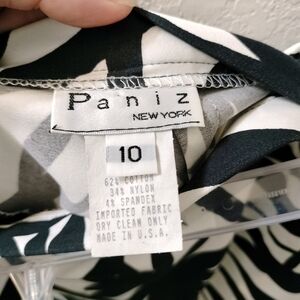 Paniz
NEW YORK
10
62% COTTON
34% NYLON
4% SPANDEX
IMPORTED FABRIC
DRY CLEAN ONLY
MADE IN U.S.A.